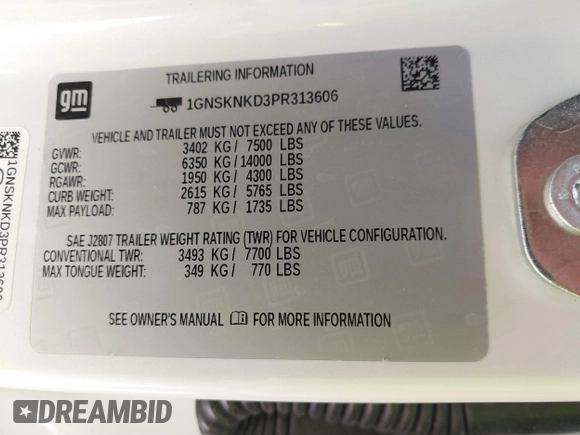 TRAILERING INFORMATION
gm
1GNSKNKD3PR313606
VEHICLE AND TRAILER MUST NOT EXCEED ANY OF THESE VALUES.
GVWR: 3402 KG / 7500 LBS
GCWR: 6350 KG / 14000 LBS
RGAWR: 1950 KG / 4300 LBS
CURB WEIGHT: 2615 KG / 5765 LBS
MAX PAYLOAD: 787 KG / 1735 LBS
SAE J2807 TRAILER WEIGHT RATING (TWR) FOR VEHICLE CONFIGURATION.
CONVENTIONAL TWR: 3493 KG / 7700 LBS
MAX TONGUE WEIGHT: 349 KG / 770 LBS
SEE OWNER'S MANUAL FOR MORE INFORMATION
1GNSKNKD3PR313606
DREAMBID